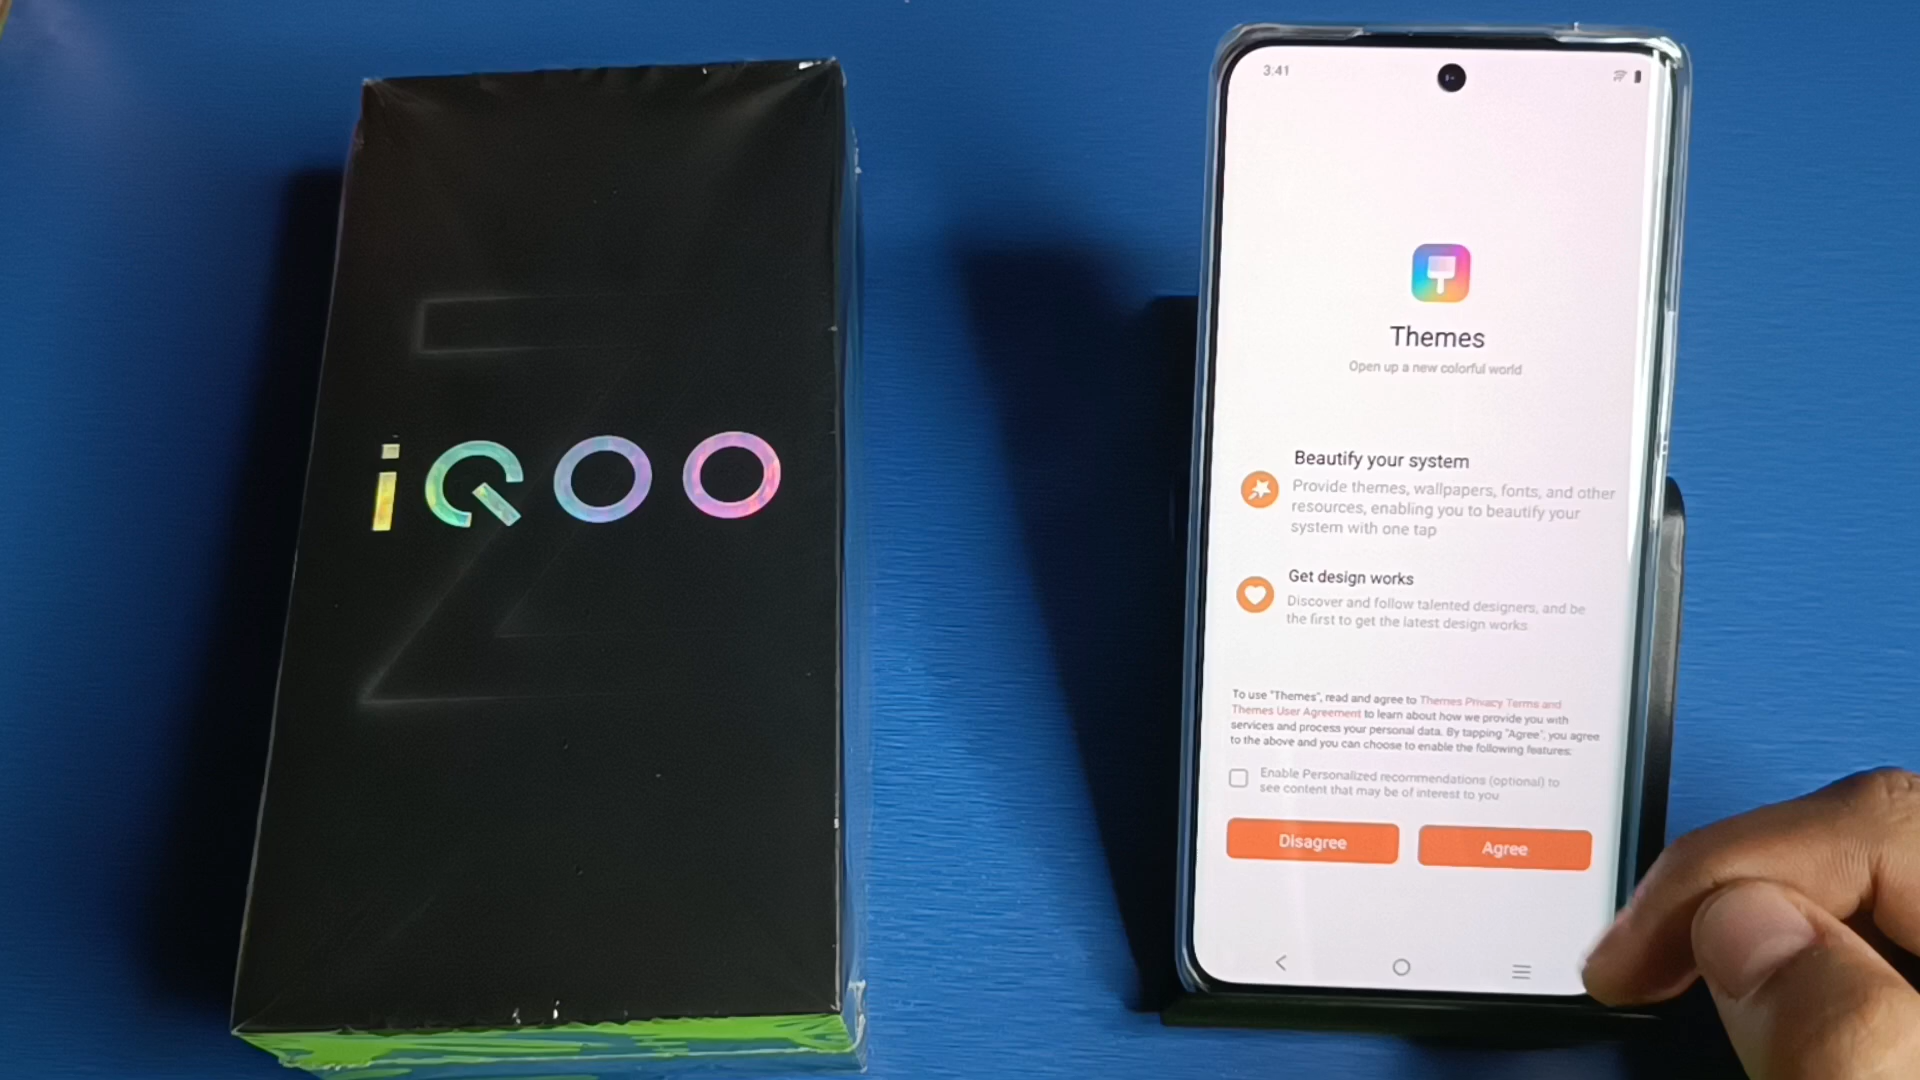 iQOO
3:41
Themes
Open up a new colorful world
Beautify your system
Provide themes, wallpapers, fonts, and other
resources, enabling you to beautify your
system with one tap
Get design works
Discover and follow talented designers, and be
the first to get the latest design works
To use "Themes", read and agree to Themes Privacy Terms and
Themes User Agreement to learn about how we provide you with
services and process your personal data. By tapping "Agree", you agree
to the above and you can choose to enable the following features:
Enable Personalized recommendations (optional) to
see content that may be of interest to you
Disagree
Agree